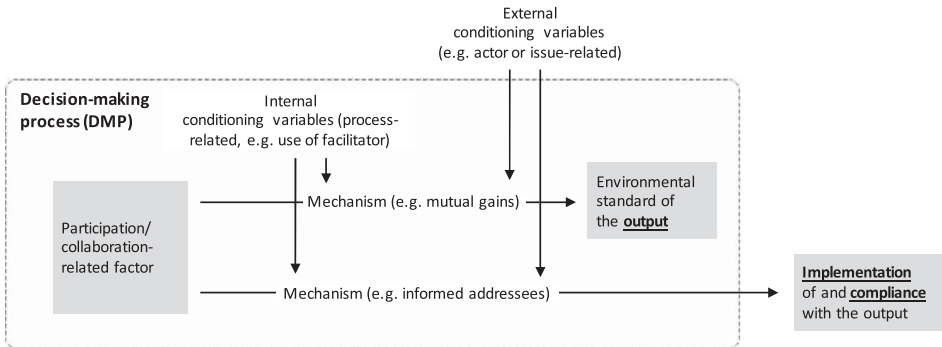 External
conditioning variables
(e.g. actor or issue-related)
Decision-making
process (DMP)
Internal
conditioning variables (process-
related, e.g. use of facilitator)
Participation/
collaboration-
related factor
Mechanism (e.g. mutual gains)
Environmental
standard of
the output
Mechanism (e.g. informed addressees)
Implementation
of and compliance
with the output